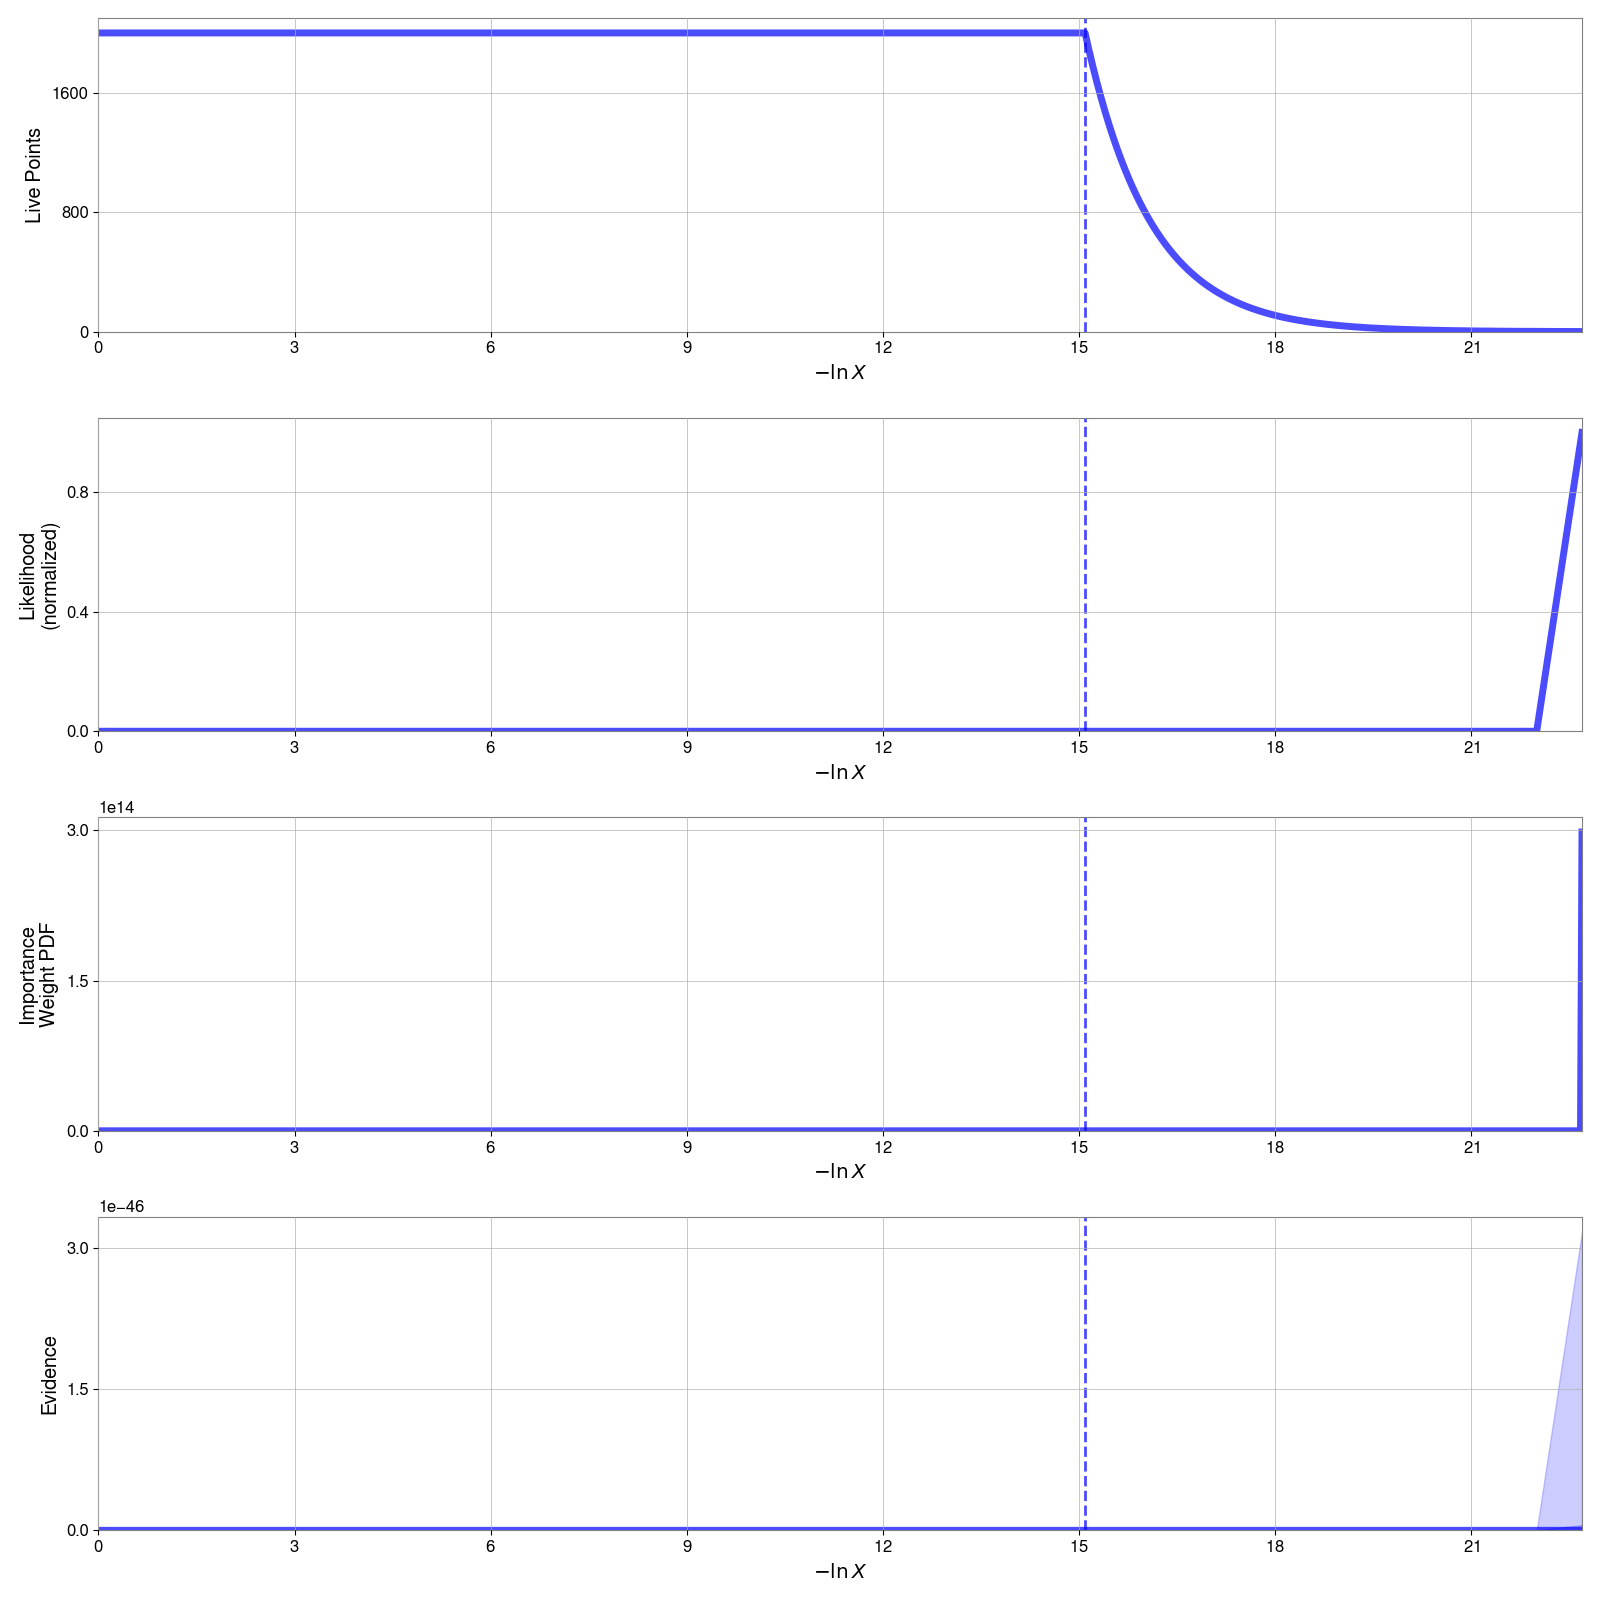 1600
800
0
Live Points
0 3 6 9 12 15 18 21
−ln X
0.8
0.4
0.0
Likelihood
(normalized)
0 3 6 9 12 15 18 21
−ln X
1e14
3.0
1.5
0.0
Importance
Weight PDF
0 3 6 9 12 15 18 21
−ln X
1e−46
3.0
1.5
0.0
Evidence
0 3 6 9 12 15 18 21
−ln X